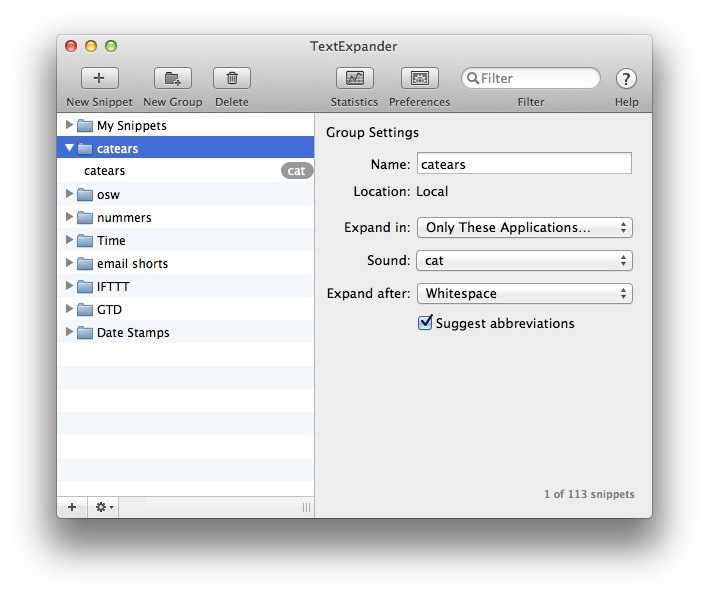 TextExpander
New Snippet New Group Delete Statistics Preferences Filter Filter ? Help
My Snippets
catears
catears cat
osw
nummers
Time
email shorts
IFTTT
GTD
Date Stamps
Group Settings
Name: catears
Location: Local
Expand in: Only These Applications...
Sound: cat
Expand after: Whitespace
Suggest abbreviations
1 of 113 snippets